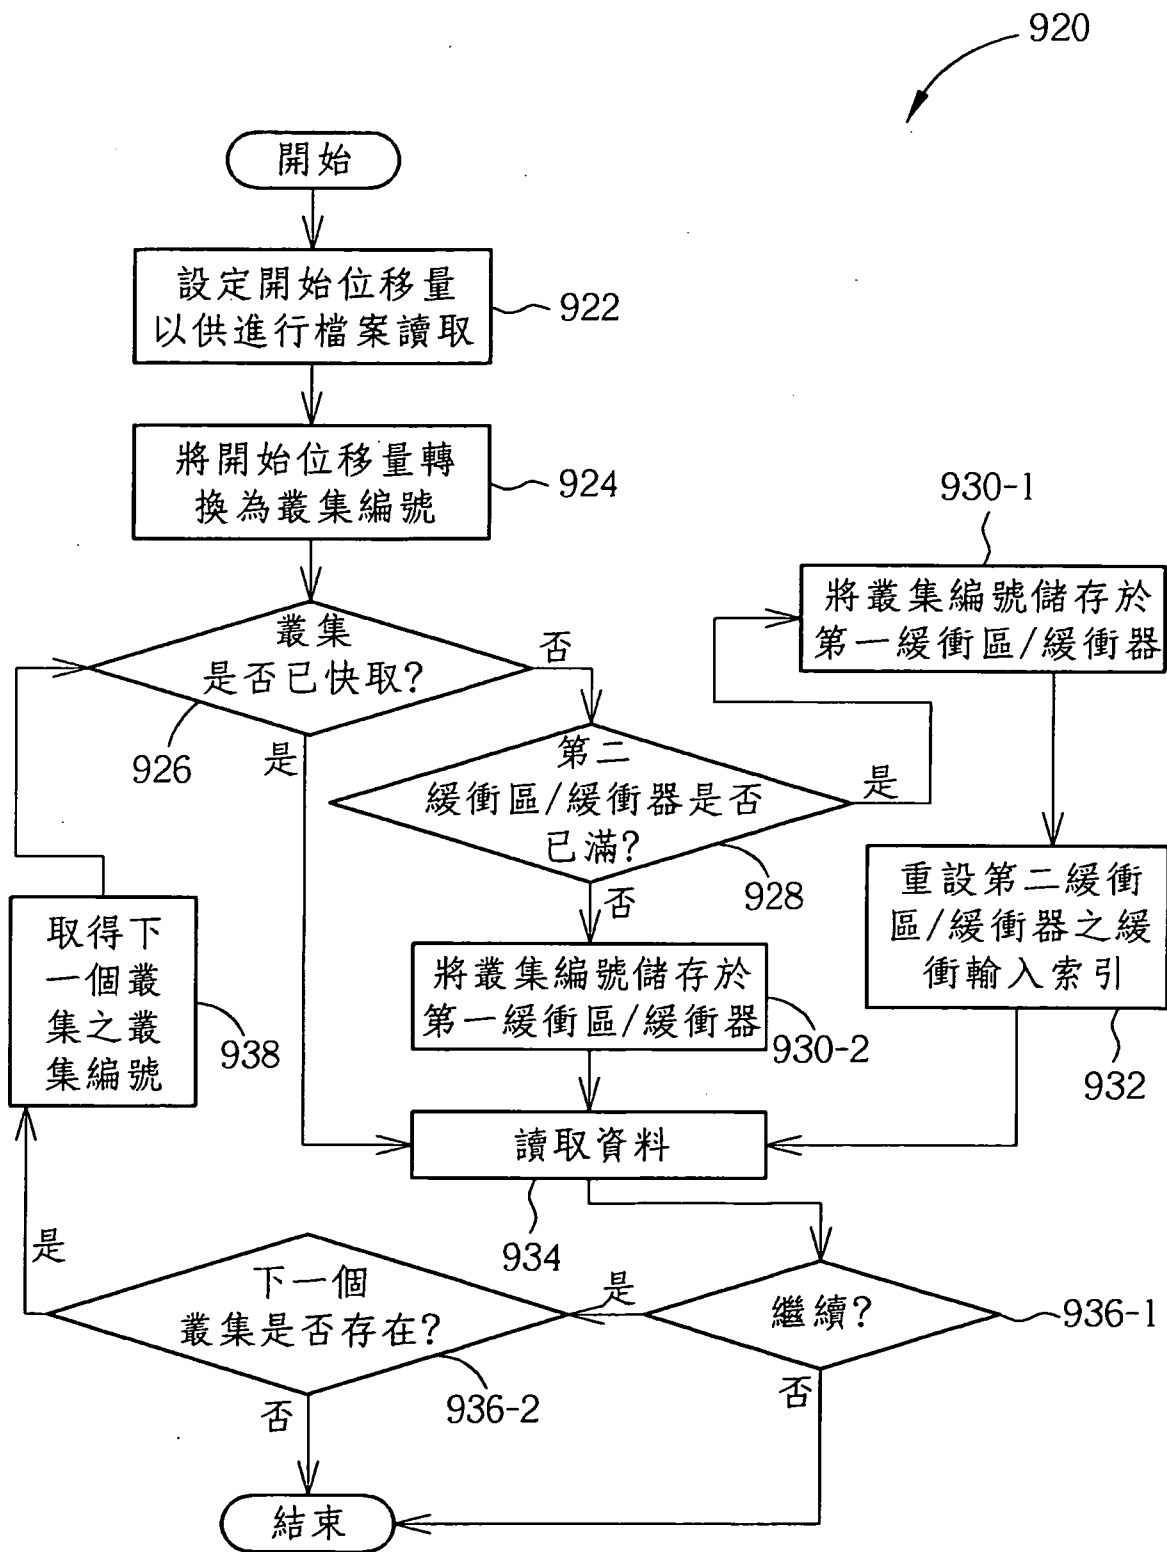 920
開始
設定開始位移量
以供進行檔案讀取
922
將開始位移量轉
換為叢集編號
924
930-1
將叢集編號儲存於
第一緩衝區/緩衝器
叢集
是否已快取?
否
926
是
第二
緩衝區/緩衝器是否
已滿?
是
928
否
重設第二緩衝
區/緩衝器之緩
衝輸入索引
932
取得下
一個叢
集之叢
集編號
938
將叢集編號儲存於
第一緩衝區/緩衝器
930-2
讀取資料
934
是
下一個
叢集是否存在?
936-2
是
繼續?
936-1
否
否
結束